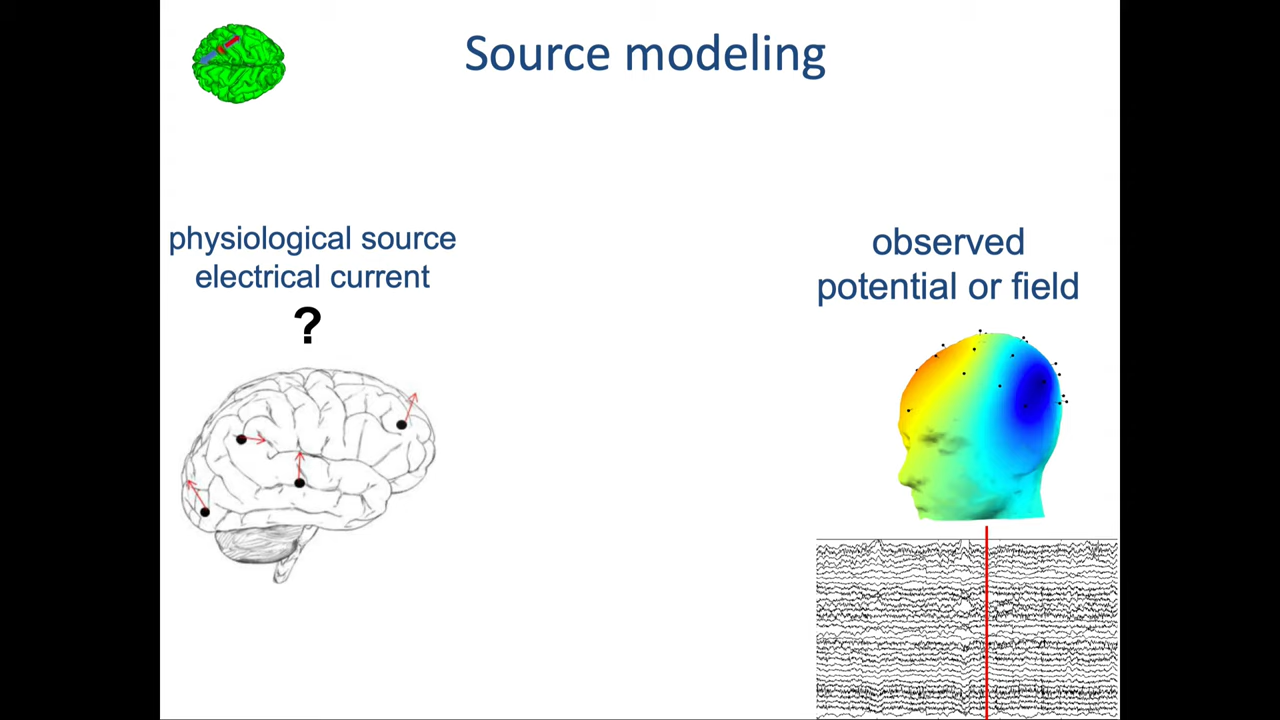 Source modeling
physiological source
electrical current
?
observed
potential or field